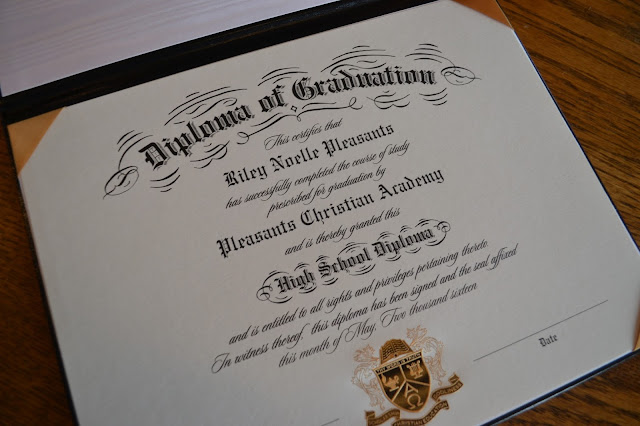 Diploma of Graduation
This certifies that
Riley Noelle Pleasants
has successfully completed the course of study
prescribed for graduation by
Pleasants Christian Academy
and is thereby granted this
High School Diploma
and is entitled to all rights and privileges pertaining thereto
In witness thereof, this diploma has been signed and the seal affixed
this month of May, Two thousand sixteen
Date